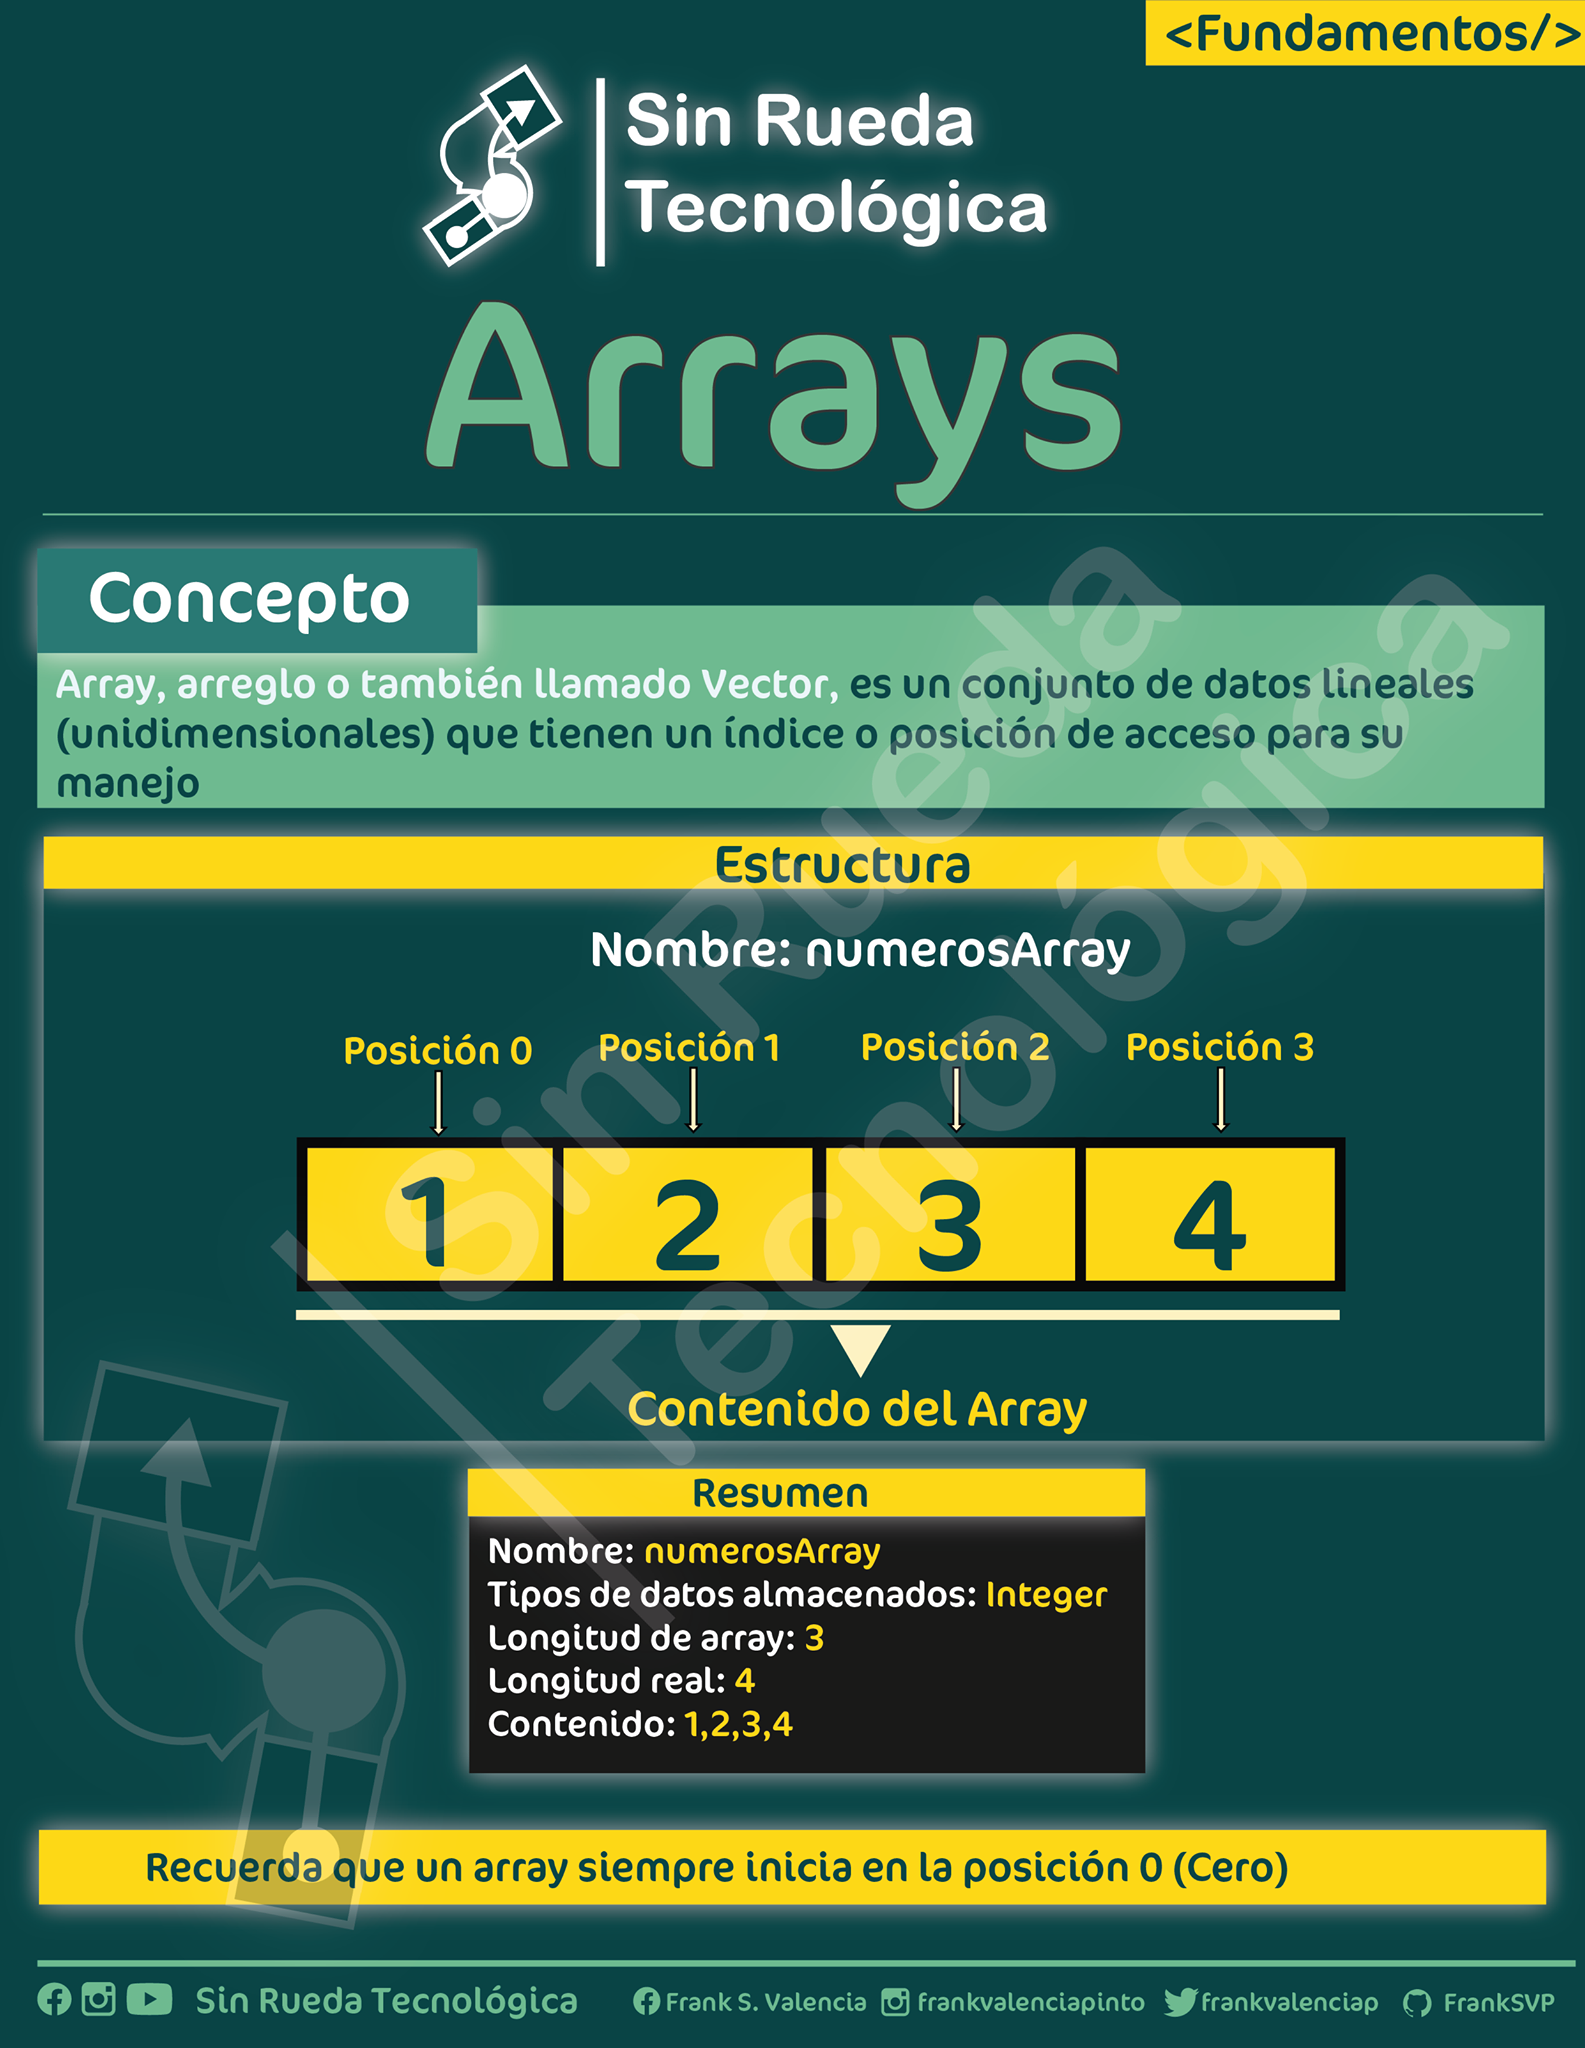 <Fundamentos/>
Sin Rueda
Tecnológica
Arrays
Concepto
Array, arreglo o también llamado Vector, es un conjunto de datos lineales
(unidimensionales) que tienen un índice o posición de acceso para su
manejo
Estructura
Nombre: numerosArray
Posición 0 Posición 1 Posición 2 Posición 3
1 2 3 4
Contenido del Array
Resumen
Nombre: numerosArray
Tipos de datos almacenados: Integer
Longitud de array: 3
Longitud real: 4
Contenido: 1,2,3,4
Recuerda que un array siempre inicia en la posición 0 (Cero)
Sin Rueda Tecnológica Frank S. Valencia frankvalenciapinto frankvalenciap FrankSVP
Sin Rueda
Tecnológica